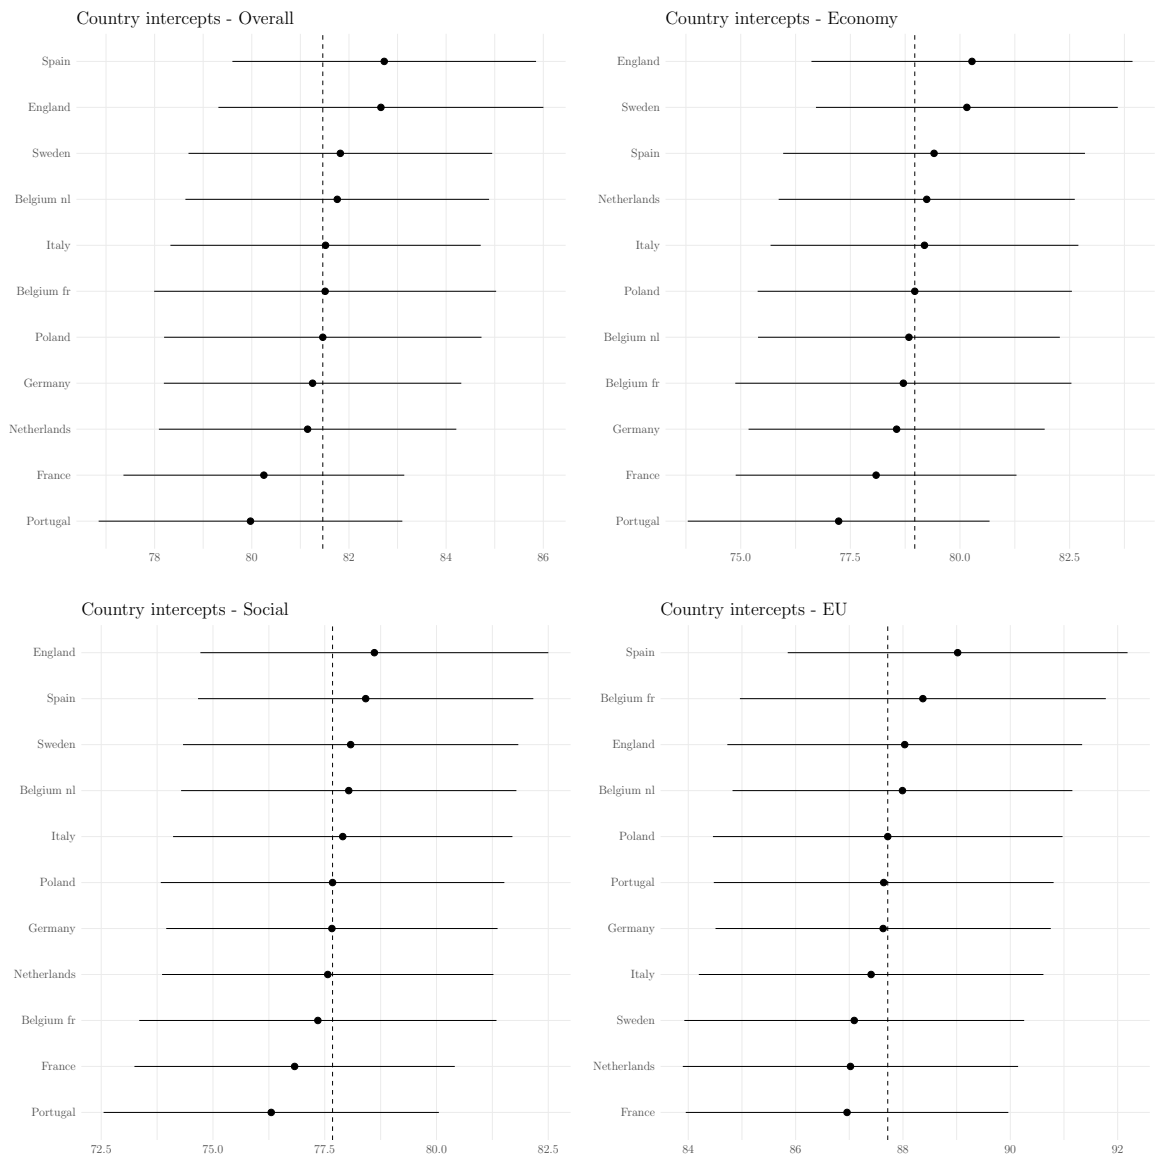 Country intercepts - Overall
Spain
England
Sweden
Belgium nl
Italy
Belgium fr
Poland
Germany
Netherlands
France
Portugal
78 80 82 84 86
Country intercepts - Economy
England
Sweden
Spain
Netherlands
Italy
Poland
Belgium nl
Belgium fr
Germany
France
Portugal
75.0 77.5 80.0 82.5
Country intercepts - Social
England
Spain
Sweden
Belgium nl
Italy
Poland
Germany
Netherlands
Belgium fr
France
Portugal
72.5 75.0 77.5 80.0 82.5
Country intercepts - EU
Spain
Belgium fr
England
Belgium nl
Poland
Portugal
Germany
Italy
Sweden
Netherlands
France
84 86 88 90 92